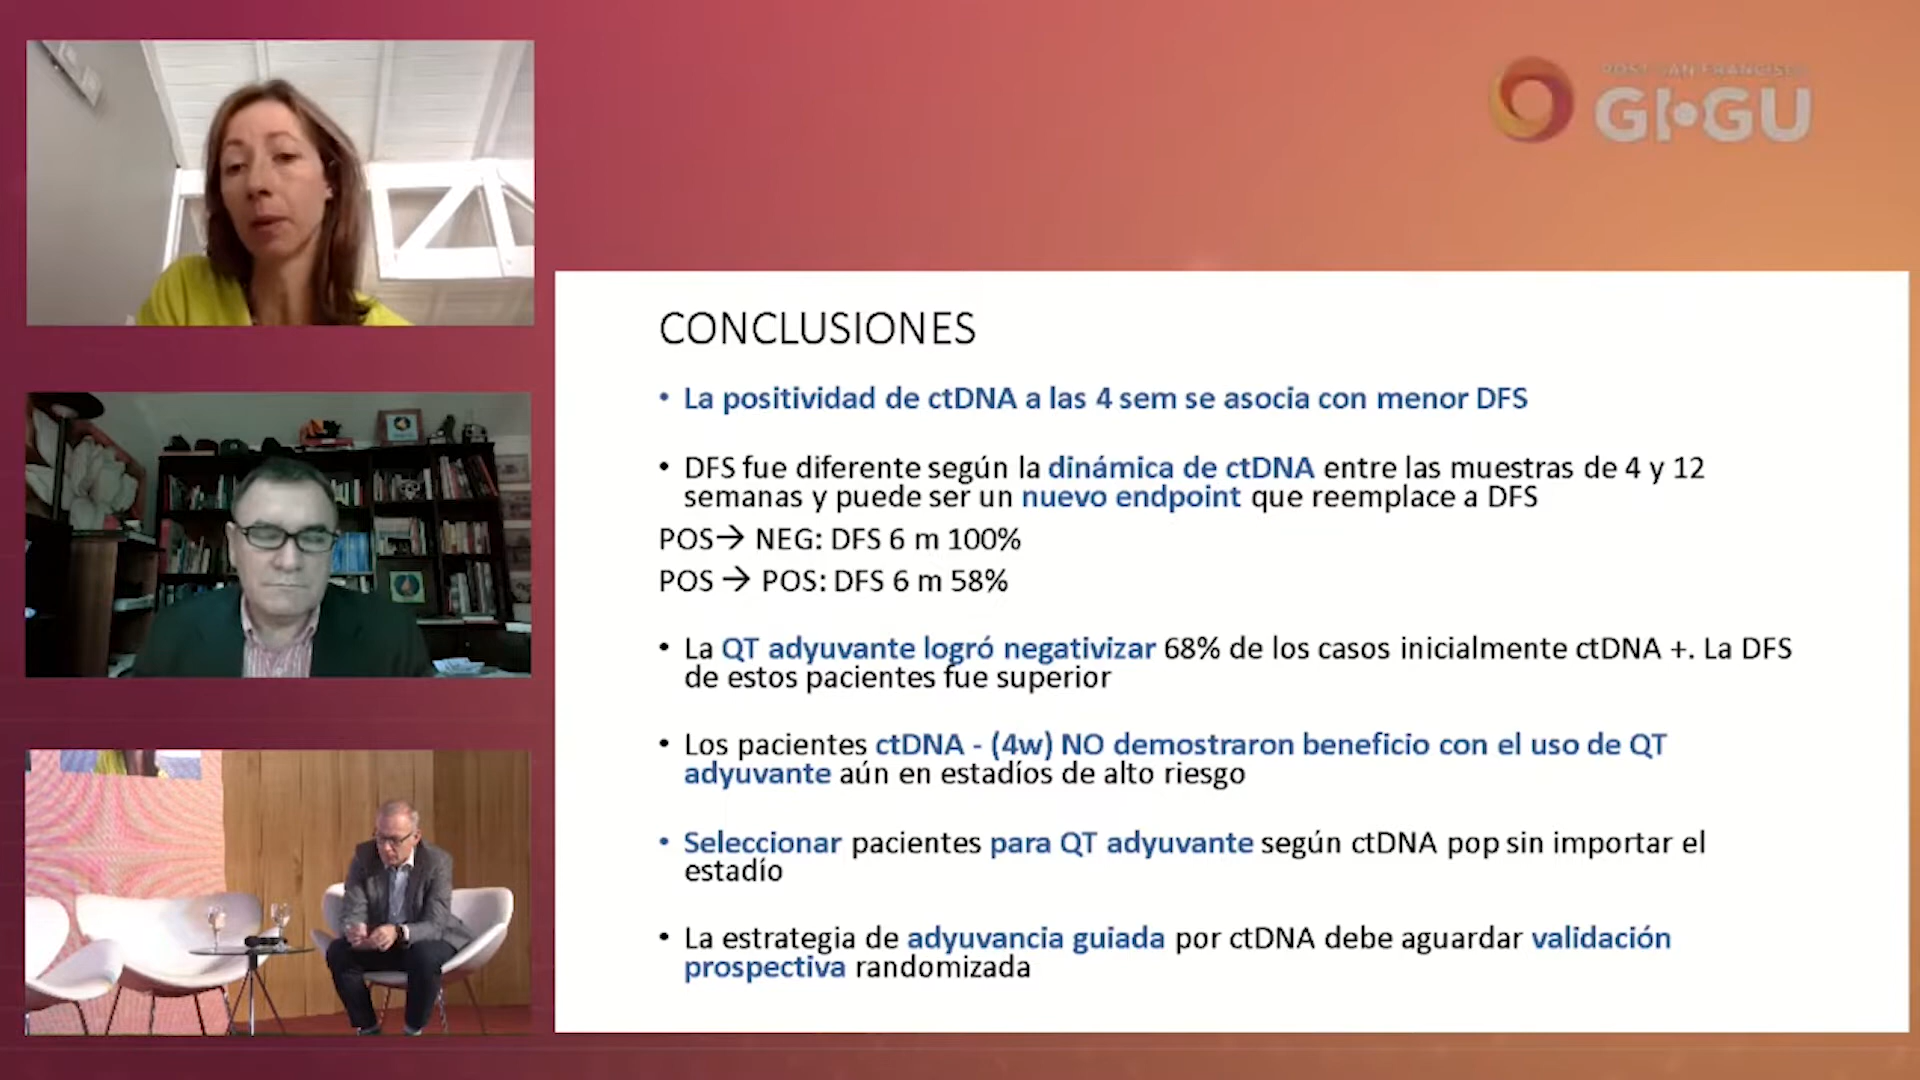 POST SAN FRANCISCO
GI•GU
CONCLUSIONES
• La positividad de ctDNA a las 4 sem se asocia con menor DFS
• DFS fue diferente según la dinámica de ctDNA entre las muestras de 4 y 12
semanas y puede ser un nuevo endpoint que reemplace a DFS
POS→ NEG: DFS 6 m 100%
POS → POS: DFS 6 m 58%
• La QT adyuvante logró negativizar 68% de los casos inicialmente ctDNA +. La DFS
de estos pacientes fue superior
• Los pacientes ctDNA - (4w) NO demostraron beneficio con el uso de QT
adyuvante aún en estadíos de alto riesgo
• Seleccionar pacientes para QT adyuvante según ctDNA pop sin importar el
estadío
• La estrategia de adyuvancia guiada por ctDNA debe aguardar validación
prospectiva randomizada